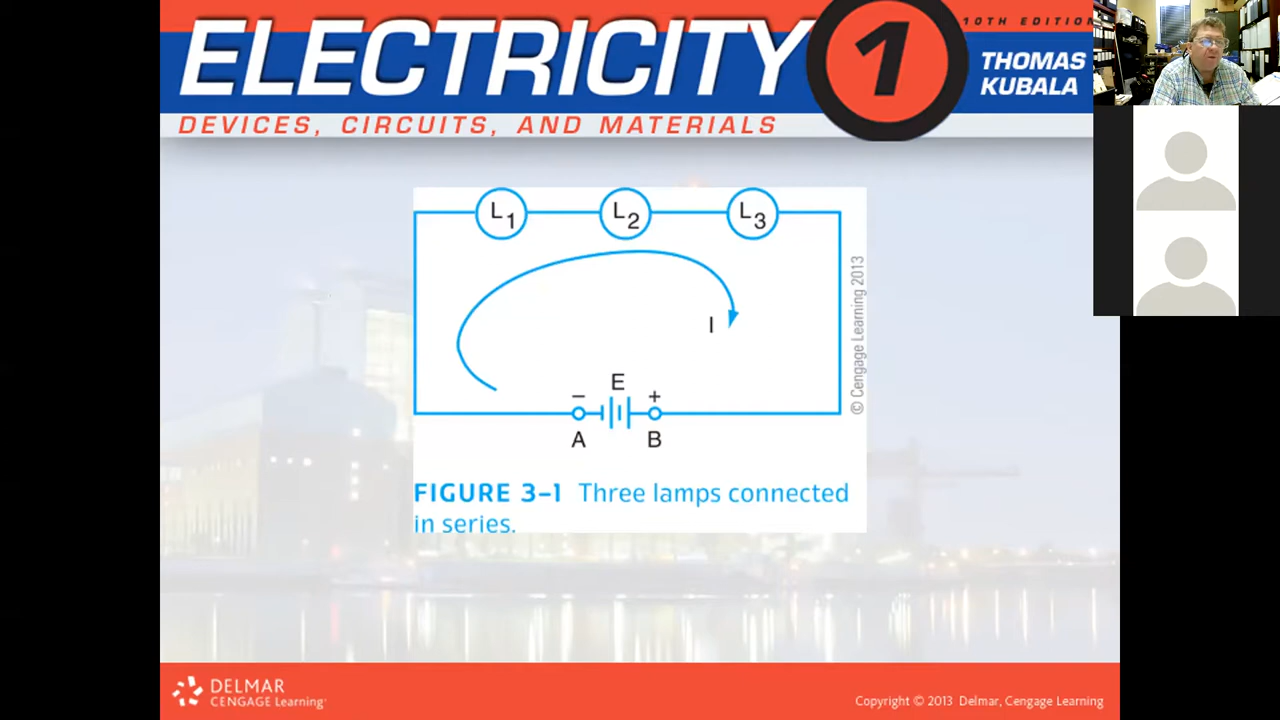 ELECTRICITY 1
10TH EDITION
THOMAS
KUBALA
DEVICES, CIRCUITS, AND MATERIALS
L1 L2 L3
I
E
– +
A B
© Cengage Learning 2013
FIGURE 3–1 Three lamps connected
in series.
DELMAR
CENGAGE Learning
Copyright © 2013 Delmar, Cengage Learning